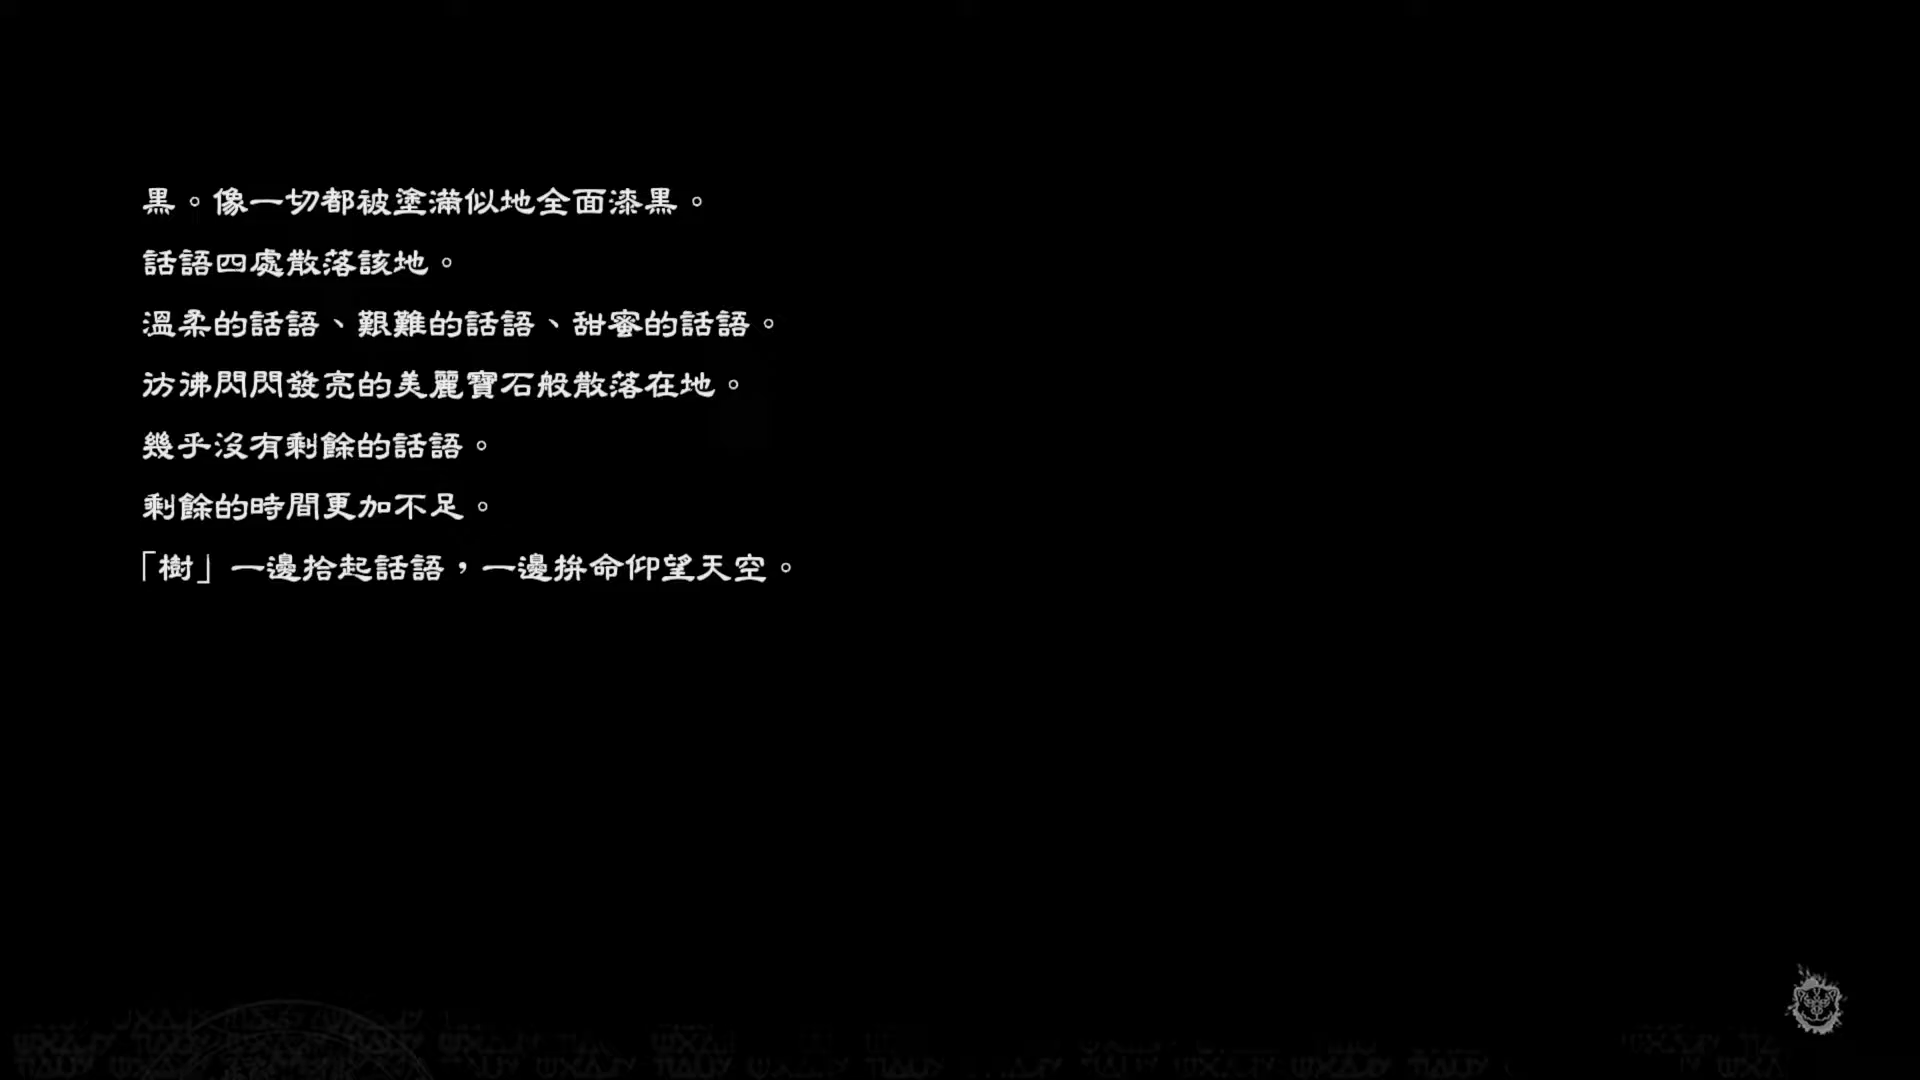 黒。像一切都被塗滿似地全面漆黒。
話語四處散落該地。
溫柔的話語、艱難的話語、甜蜜的話語。
彷彿閃閃發亮的美麗寶石般散落在地。
幾乎沒有剩餘的話語。
剩餘的時間更加不足。
「樹」一邊拾起話語，一邊拚命仰望天空。